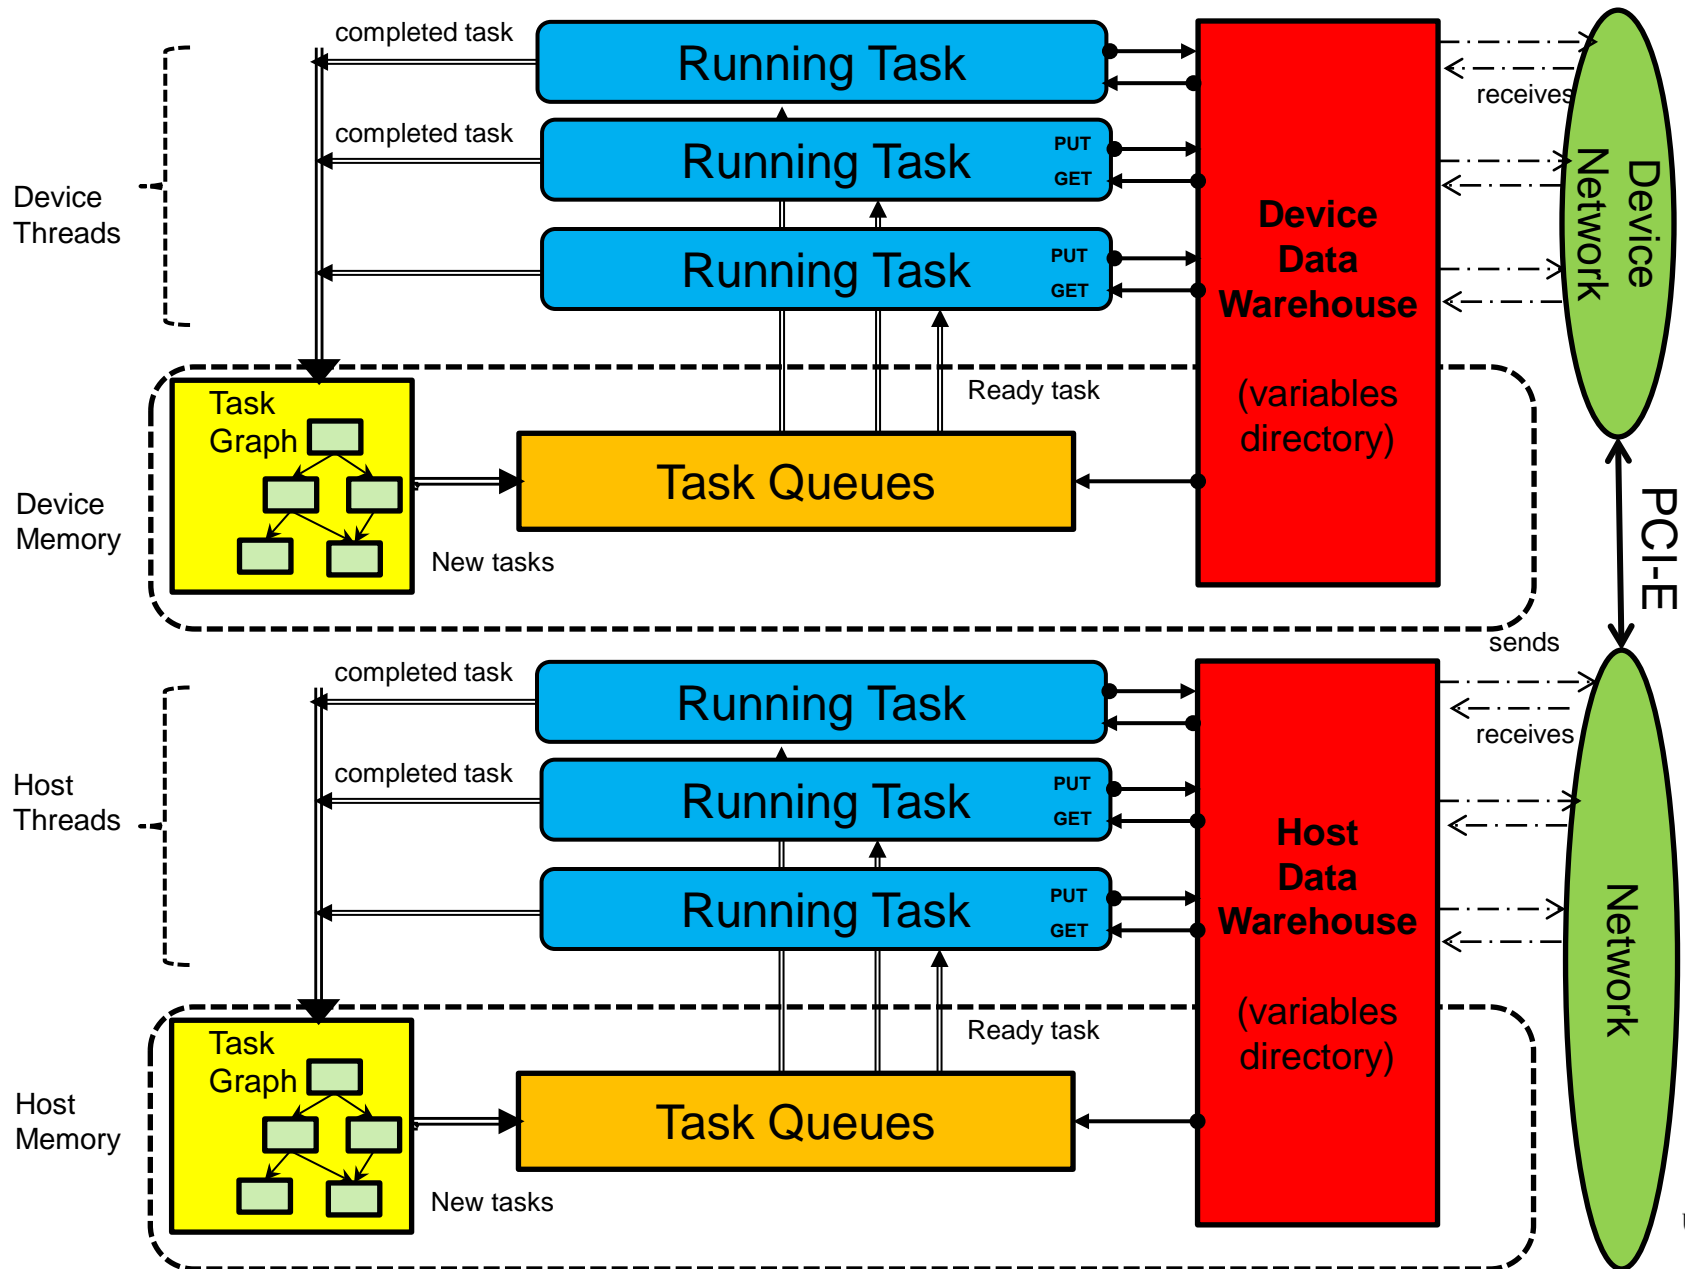 completed task
Running Task
receives
completed task
Running Task
PUT
GET
Device
Threads
Running Task
PUT
GET
Device
Data
Warehouse
(variables
directory)
Device
Network
Ready task
Task
Graph
Task Queues
Device
Memory
New tasks
PCI-E
sends
completed task
Running Task
receives
completed task
Running Task
PUT
GET
Host
Threads
Running Task
PUT
GET
Host
Data
Warehouse
(variables
directory)
Network
Ready task
Task
Graph
Task Queues
Host
Memory
New tasks